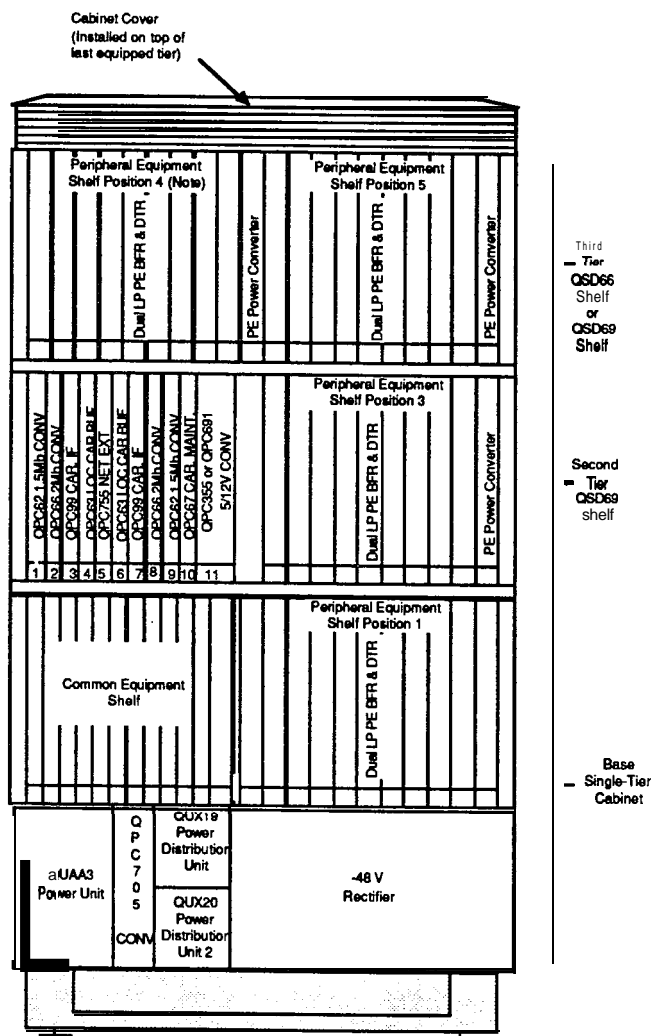 Cabinet Cover
(Installed on top of
last equipped tier)
Peripheral Equipment
Shelf Position 4 (Note)
Dual LP PE BFR & DTR
PE Power Converter
Peripheral Equipment
Shelf Position 5
Dual LP PE BFR & DTR
PE Power Converter
Third
Tier
QSD66
Shelf
or
QSD69
Shelf
QPC62 1.5Mb CONV
QPC66 2Mb CONV
QPC99 CAR. IF
QPC63 LOC CAR BUF
QPC755 NET EXT
QPC63 LOC CAR BUF
QPC99 CAR. IF
QPC66 2Mb CONV
QPC62 1.5Mb CONV
QPC67 CAR. MAINT.
QPC355 or QPC691
5/12V CONV
1 2 3 4 5 6 7 8 9 10 11
Peripheral Equipment
Shelf Position 3
Dual LP PE BFR & DTR
PE Power Converter
Second
Tier
QSD69
shelf
Common Equipment
Shelf
Peripheral Equipment
Shelf Position 1
Dual LP PE BFR & DTR
Base
Single-Tier
Cabinet
Power Unit
QPC705
CONV
QUX19
Power
Distribution
Unit
QUX20
Power
Distribution
Unit 2
-48 V
Rectifier